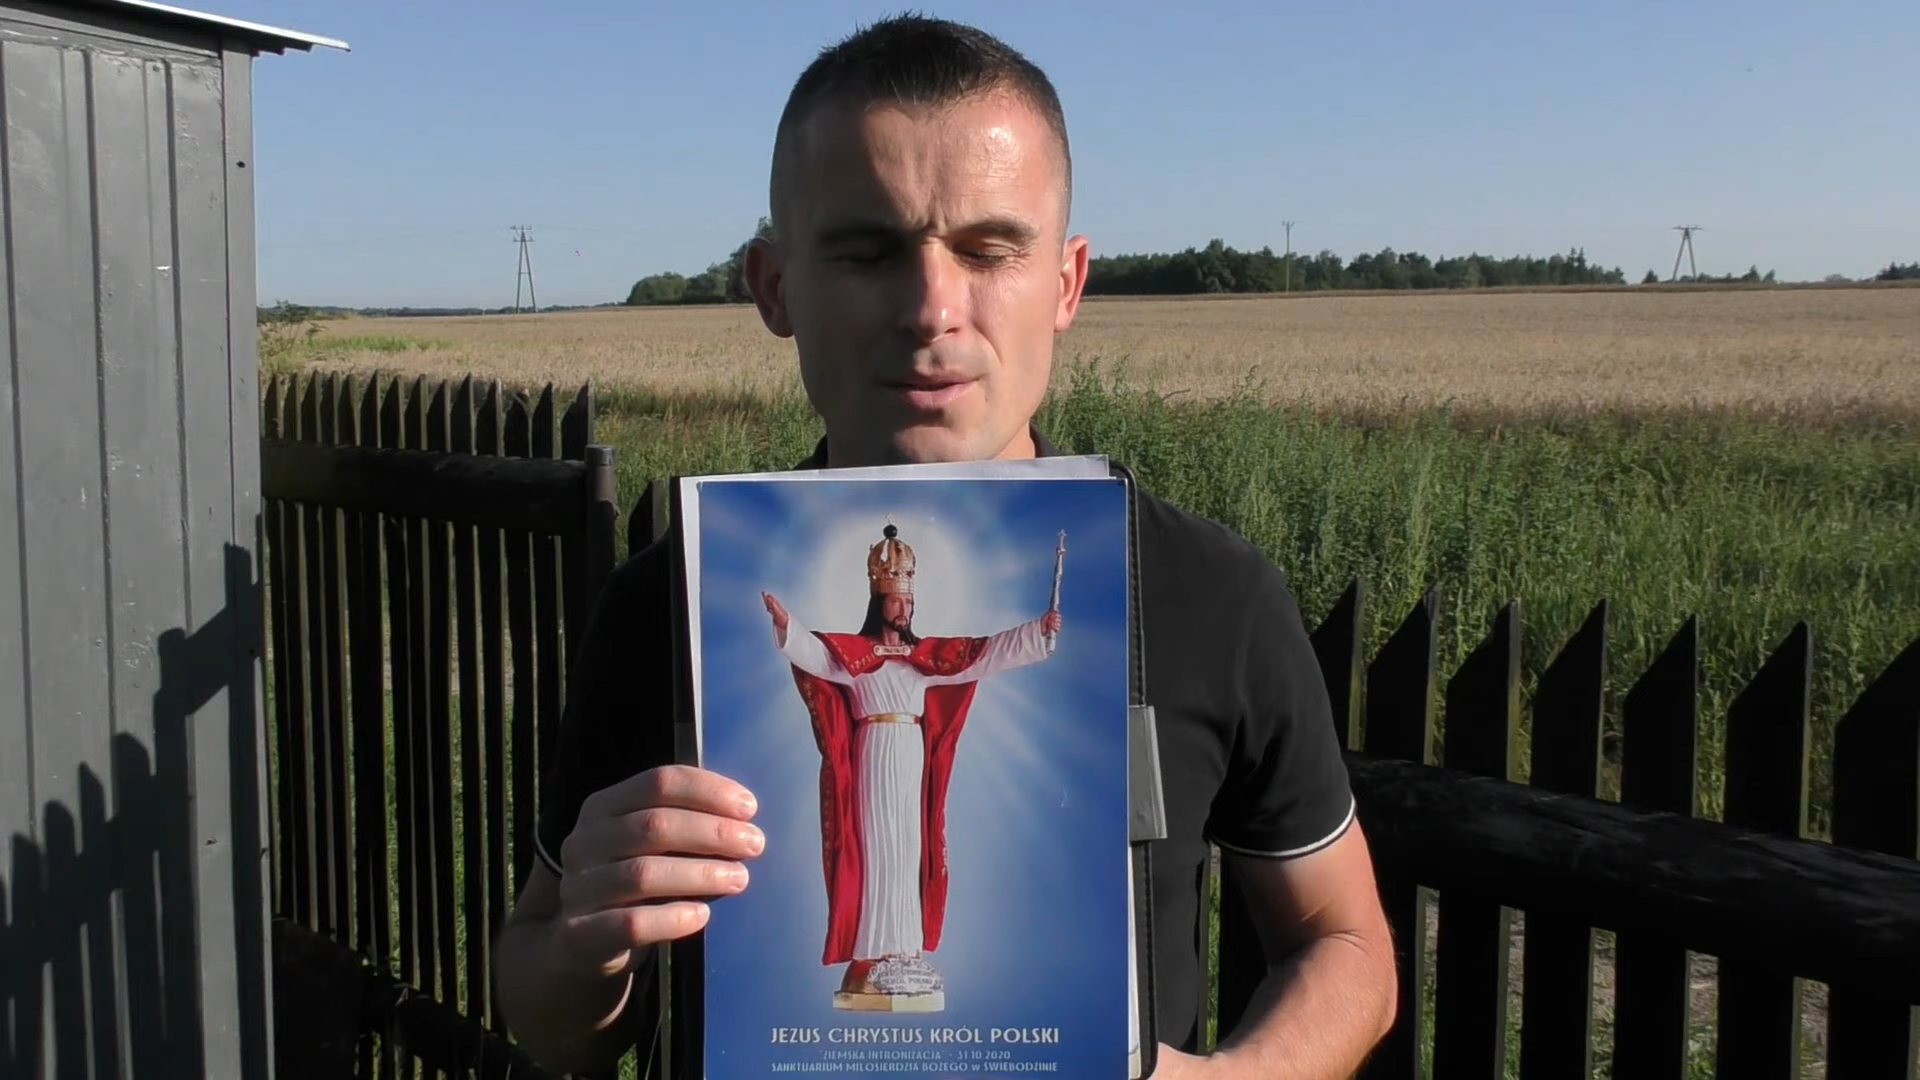 JEZUS CHRYSTUS KRÓL POLSKI
"ZIEMSKA INTRONIZACJA" - 31.10.2020
SANKTUARIUM MIŁOSIERDZIA BOŻEGO w ŚWIEBODZINIE